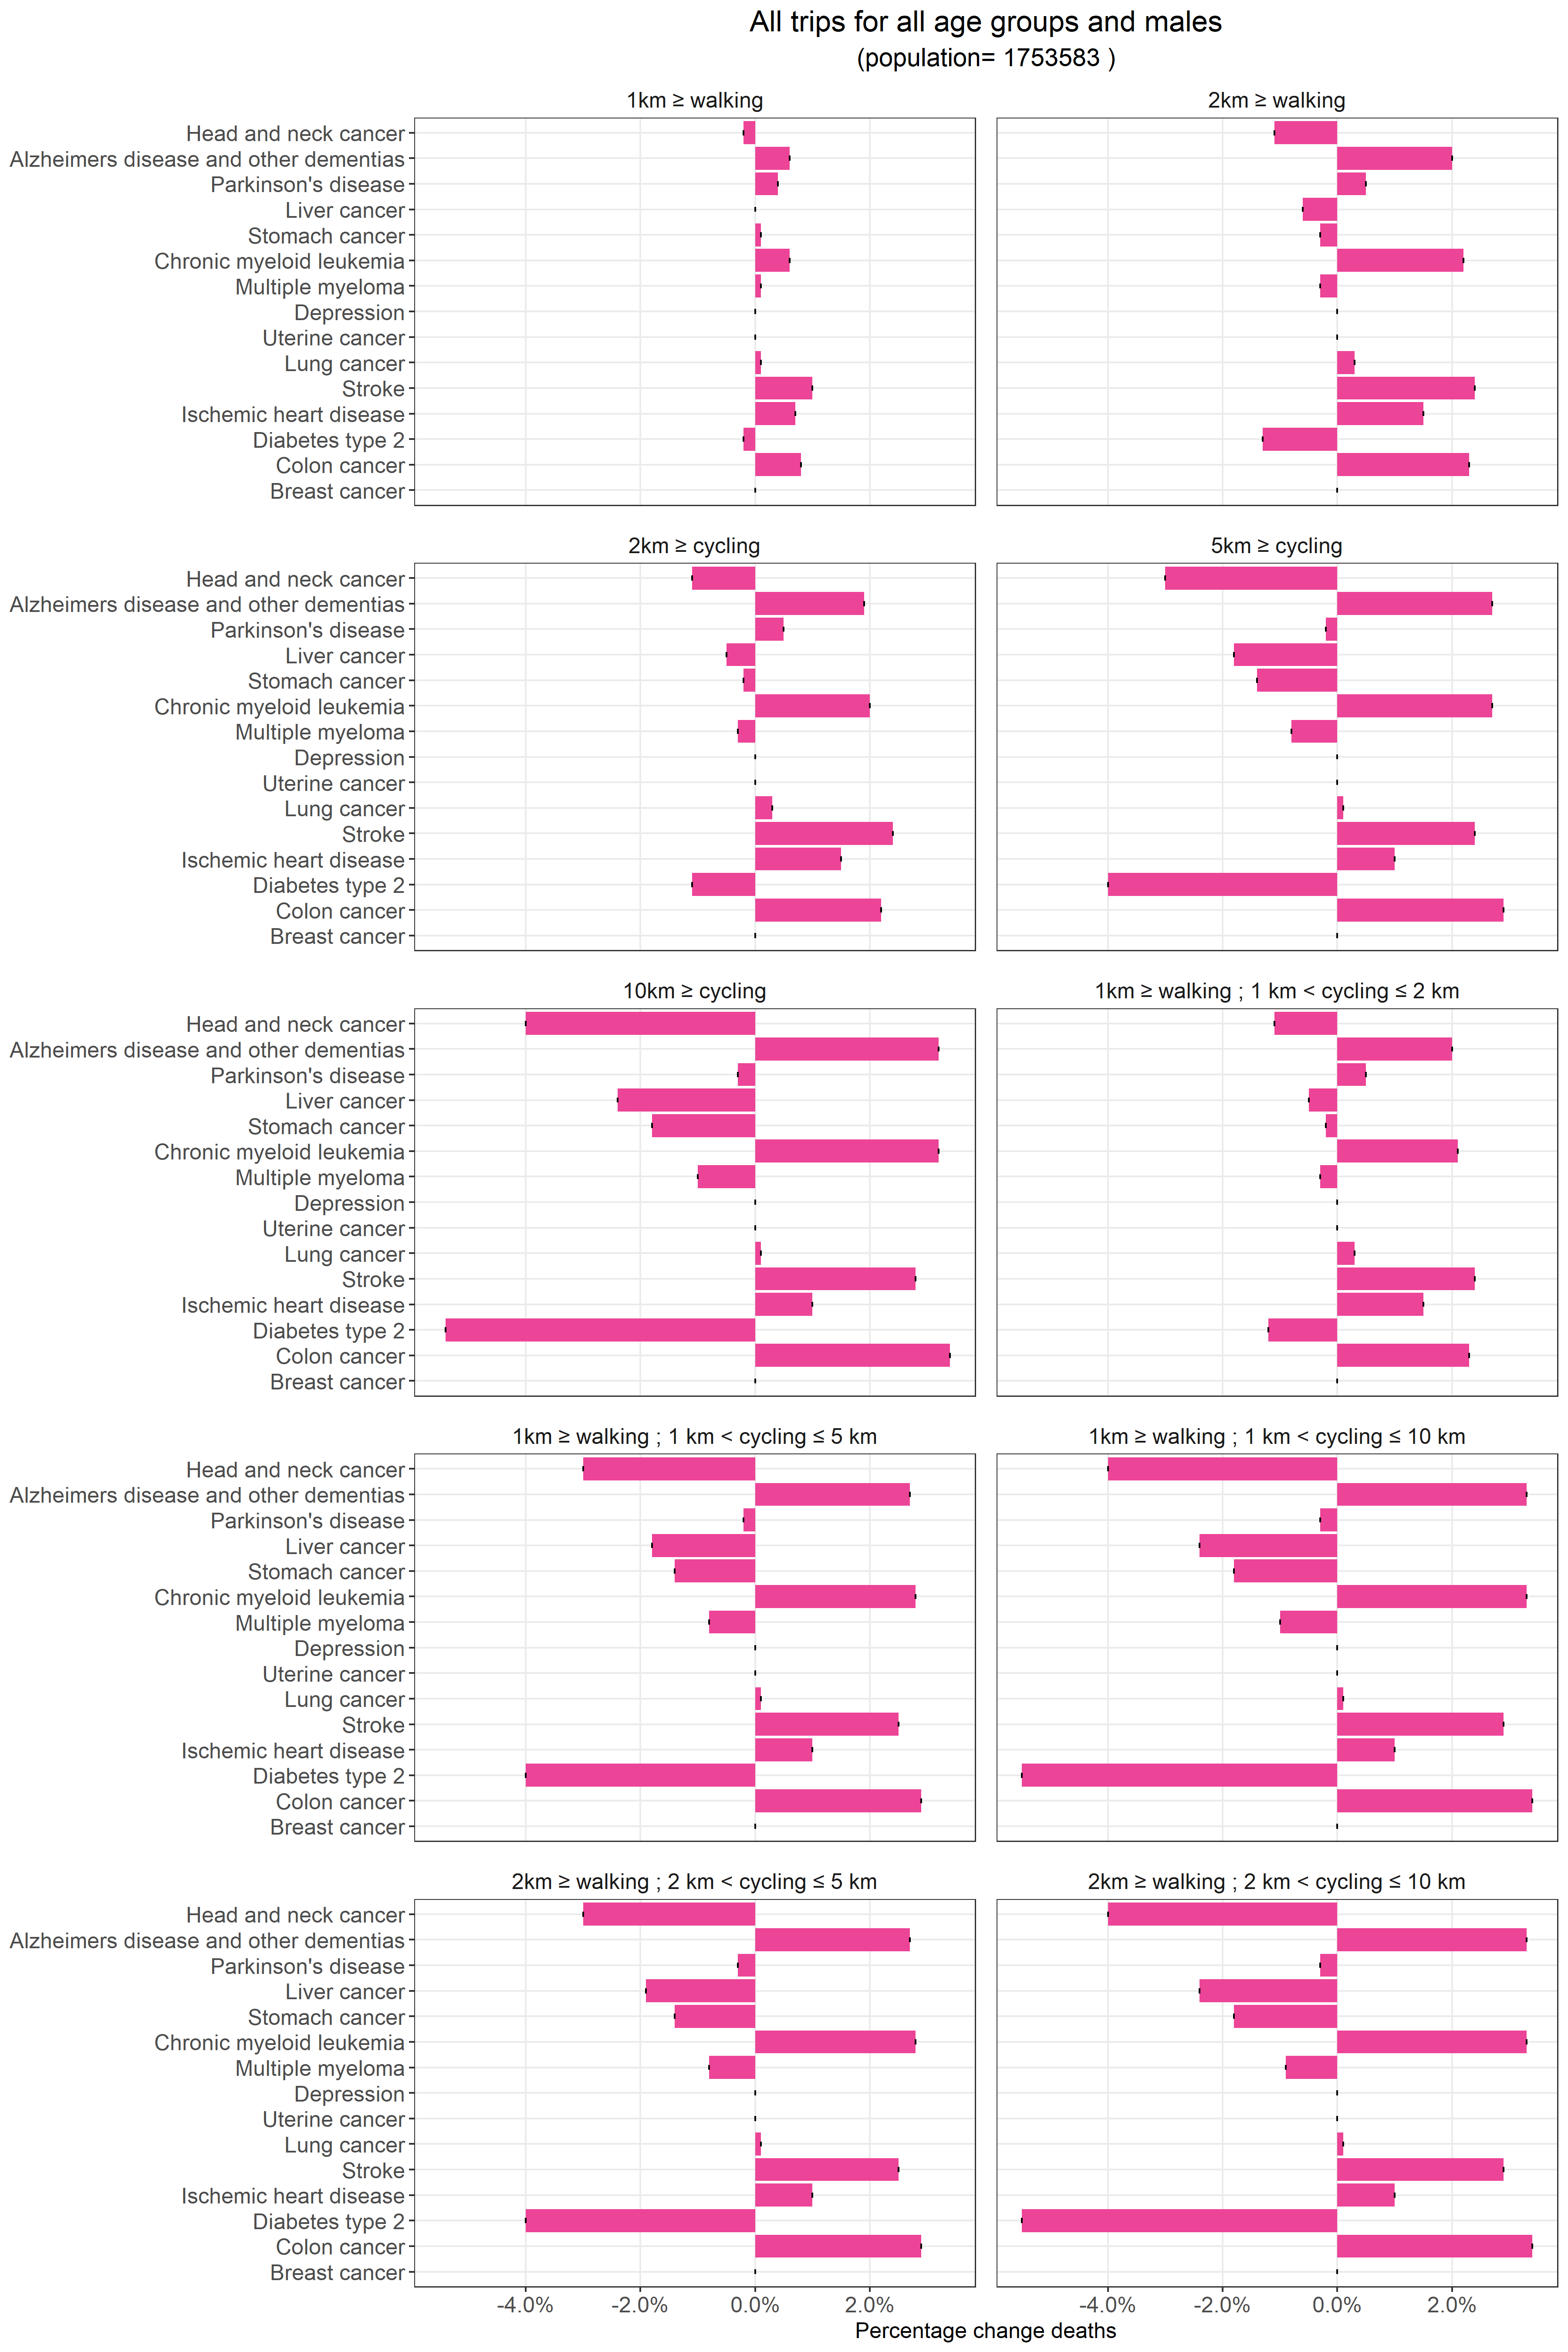 All trips for all age groups and males
(population= 1753583 )
1km ≥ walking
2km ≥ walking
Head and neck cancer
Alzheimers disease and other dementias
Parkinson's disease
Liver cancer
Stomach cancer
Chronic myeloid leukemia
Multiple myeloma
Depression
Uterine cancer
Lung cancer
Stroke
Ischemic heart disease
Diabetes type 2
Colon cancer
Breast cancer
2km ≥ cycling
5km ≥ cycling
Head and neck cancer
Alzheimers disease and other dementias
Parkinson's disease
Liver cancer
Stomach cancer
Chronic myeloid leukemia
Multiple myeloma
Depression
Uterine cancer
Lung cancer
Stroke
Ischemic heart disease
Diabetes type 2
Colon cancer
Breast cancer
10km ≥ cycling
1km ≥ walking ; 1 km < cycling ≤ 2 km
Head and neck cancer
Alzheimers disease and other dementias
Parkinson's disease
Liver cancer
Stomach cancer
Chronic myeloid leukemia
Multiple myeloma
Depression
Uterine cancer
Lung cancer
Stroke
Ischemic heart disease
Diabetes type 2
Colon cancer
Breast cancer
1km ≥ walking ; 1 km < cycling ≤ 5 km
1km ≥ walking ; 1 km < cycling ≤ 10 km
Head and neck cancer
Alzheimers disease and other dementias
Parkinson's disease
Liver cancer
Stomach cancer
Chronic myeloid leukemia
Multiple myeloma
Depression
Uterine cancer
Lung cancer
Stroke
Ischemic heart disease
Diabetes type 2
Colon cancer
Breast cancer
2km ≥ walking ; 2 km < cycling ≤ 5 km
2km ≥ walking ; 2 km < cycling ≤ 10 km
Head and neck cancer
Alzheimers disease and other dementias
Parkinson's disease
Liver cancer
Stomach cancer
Chronic myeloid leukemia
Multiple myeloma
Depression
Uterine cancer
Lung cancer
Stroke
Ischemic heart disease
Diabetes type 2
Colon cancer
Breast cancer
-4.0% -2.0% 0.0% 2.0% -4.0% -2.0% 0.0% 2.0%
Percentage change deaths